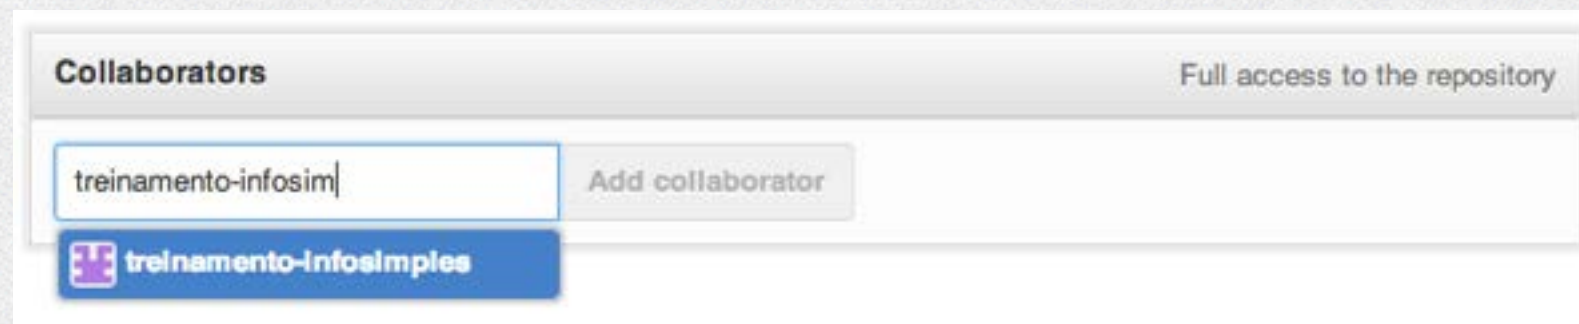 Collaborators
Full access to the repository
treinamento-infosim
Add collaborator
treinamento-infosimples